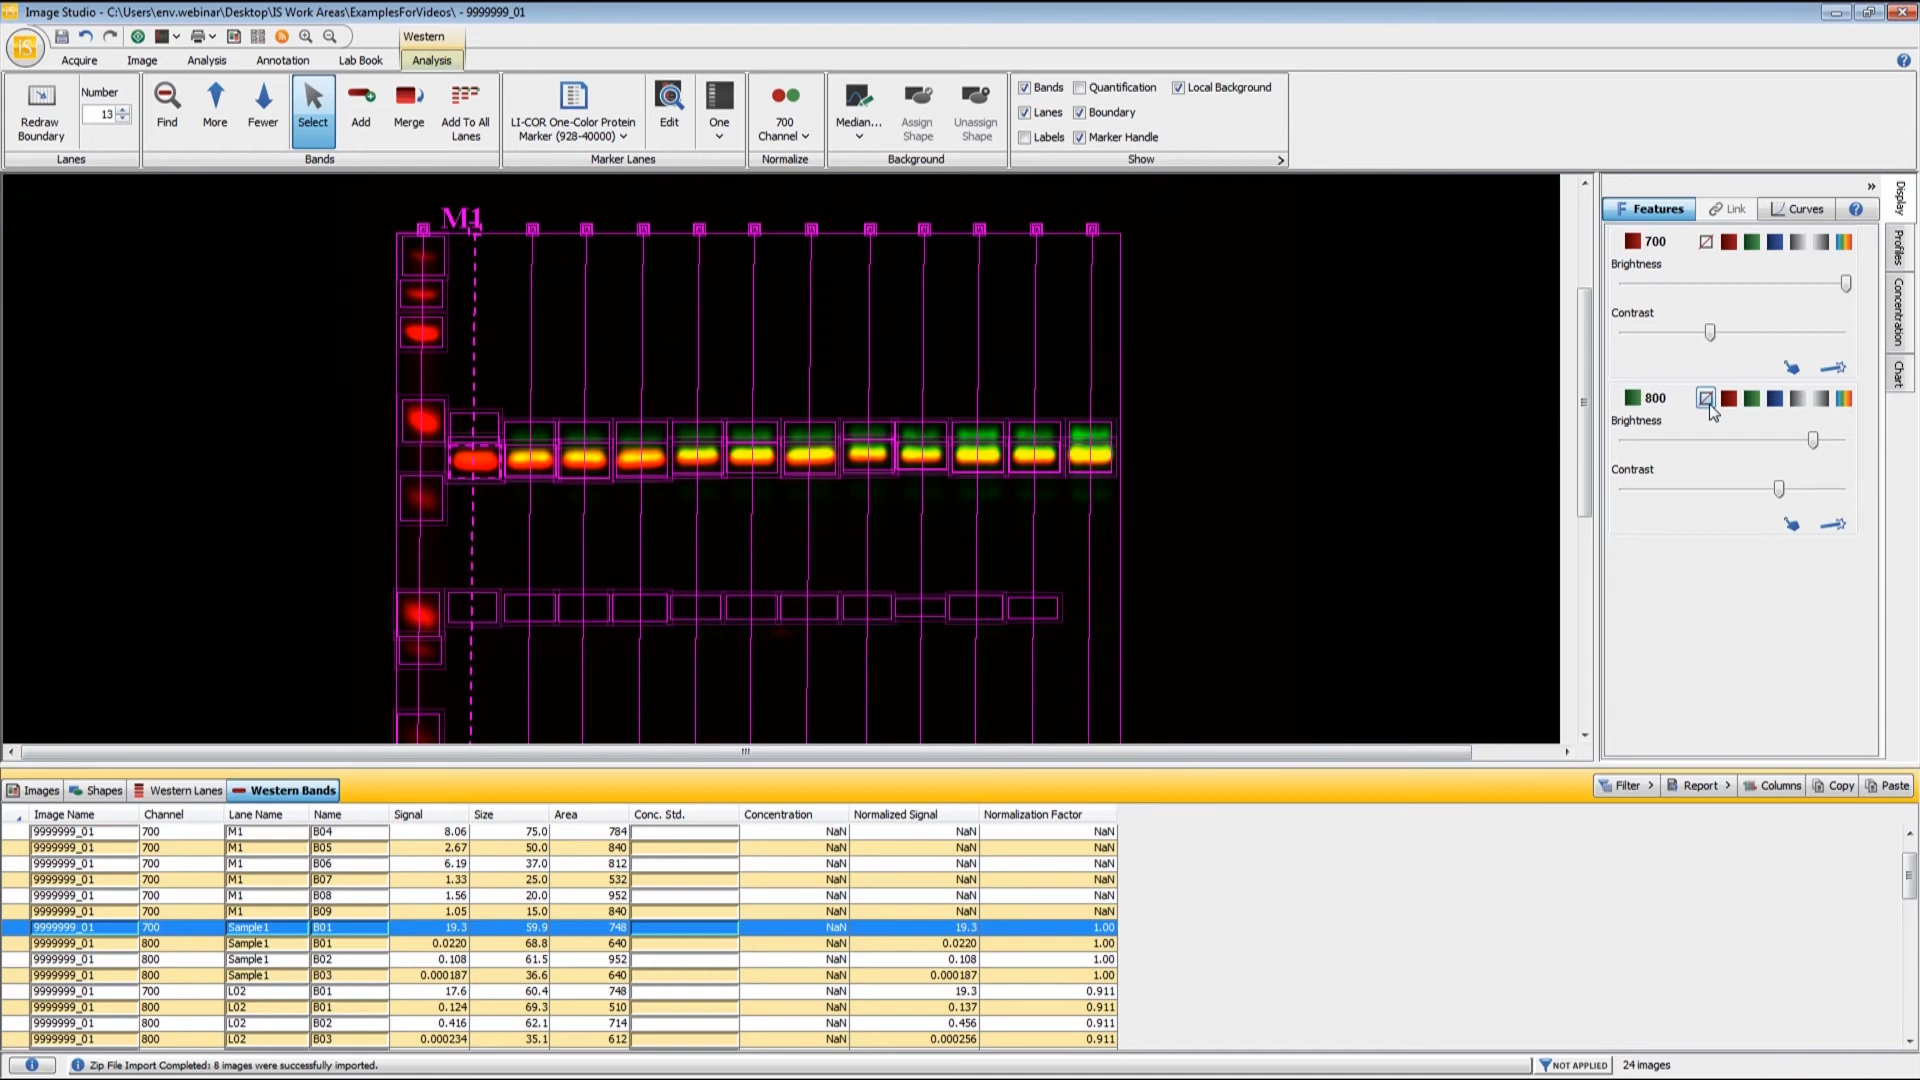 Image Studio - C:\Users\env.webinar\Desktop\IS Work Areas\ExamplesForVideos\ - 9999999_01
Western
Acquire Image Analysis Annotation Lab Book Analysis
Redraw Boundary
Number
13
Lanes
Find
More
Fewer
Select
Add
Merge
Add To All Lanes
Bands
LI-COR One-Color Protein Marker (928-40000)
Edit
One
Marker Lanes
700 Channel
Normalize
Median...
Assign Shape
Unassign Shape
Background
Bands Quantification Local Background
Lanes Boundary
Labels Marker Handle
Show
M1
Features Link Curves
700
Brightness
Contrast
800
Brightness
Contrast
Display
Profiles
Concentration
Chart
Images Shapes Western Lanes Western Bands Filter Report Columns Copy Paste
Image Name Channel Lane Name Name Signal Size Area Conc. Std. Concentration Normalized Signal Normalization Factor
9999999_01 700 M1 B04 8.06 75.0 784 NaN NaN NaN
9999999_01 700 M1 B05 2.67 50.0 840 NaN NaN NaN
9999999_01 700 M1 B06 6.19 37.0 812 NaN NaN NaN
9999999_01 700 M1 B07 1.33 25.0 532 NaN NaN NaN
9999999_01 700 M1 B08 1.56 20.0 952 NaN NaN NaN
9999999_01 700 M1 B09 1.05 15.0 840 NaN NaN NaN
9999999_01 700 Sample1 B01 19.3 59.9 748 NaN 19.3 1.00
9999999_01 800 Sample1 B01 0.0220 68.8 640 NaN 0.0220 1.00
9999999_01 800 Sample1 B02 0.108 61.5 952 NaN 0.108 1.00
9999999_01 800 Sample1 B03 0.000187 36.6 640 NaN 0.000187 1.00
9999999_01 700 L02 B01 17.6 60.4 748 NaN 19.3 0.911
9999999_01 800 L02 B01 0.124 69.3 510 NaN 0.137 0.911
9999999_01 800 L02 B02 0.416 62.1 714 NaN 0.456 0.911
9999999_01 800 L02 B03 0.000234 35.1 612 NaN 0.000256 0.911
Zip File Import Completed: 8 images were successfully imported. NOT APPLIED 24 images